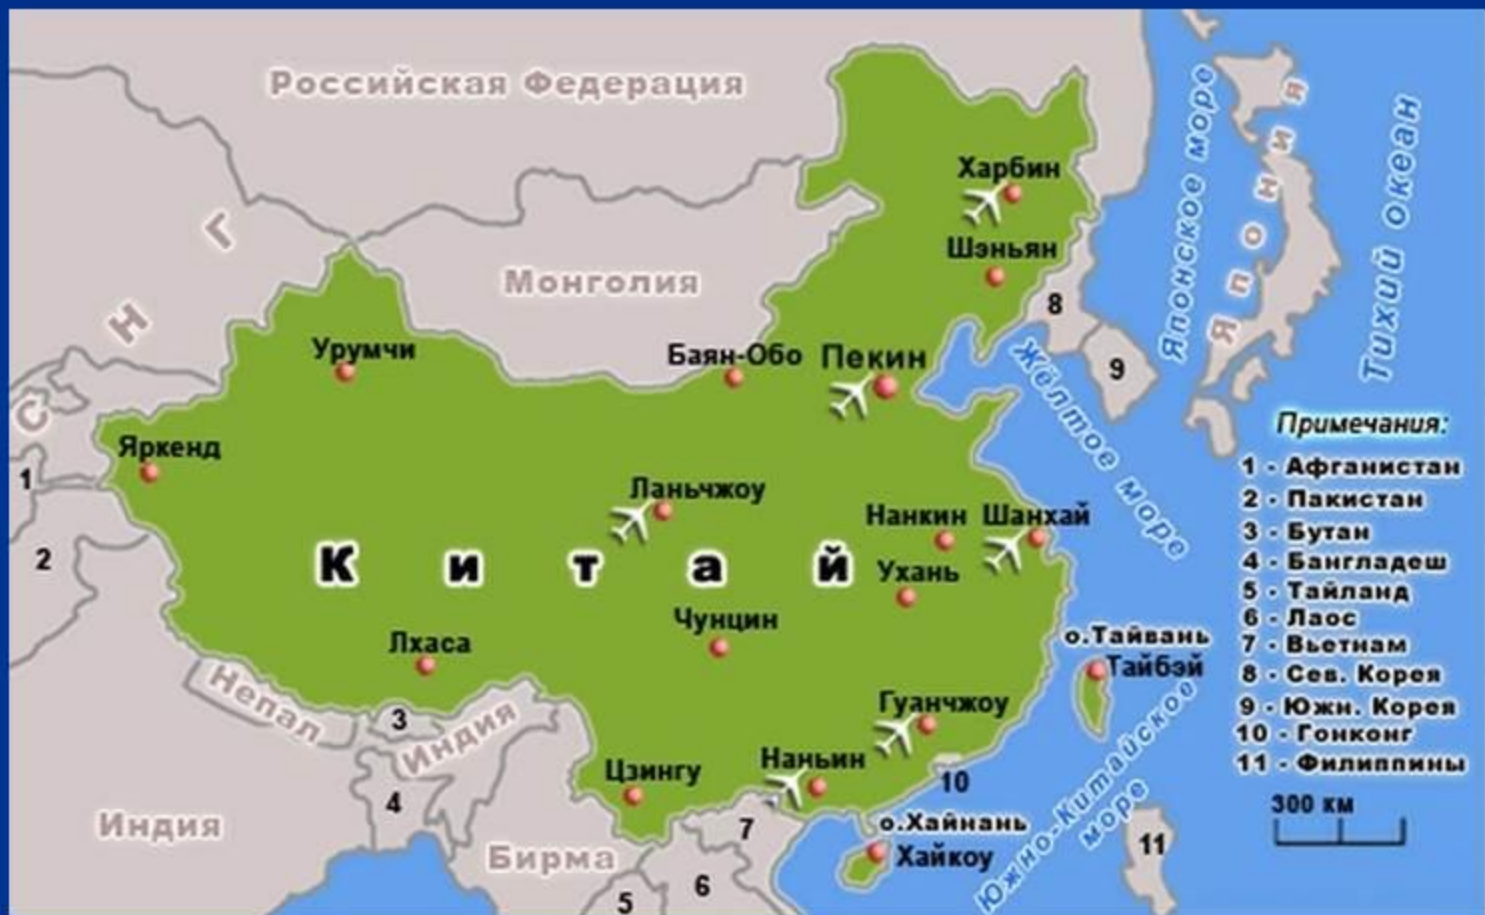 Российская Федерация
Харбин
Шэньян
Японское море
Япония
Тихий океан
СНГ
Монголия
Урумчи
Баян-Обо
Пекин
8
9
Жёлтое море
Яркенд
1
2
Ланьчжоу
Нанкин
Шанхай
Китай
Ухань
Чунцин
Лхаса
о.Тайвань
Тайбэй
Непал
3
Индия
Гуанчжоу
Цзингу
Наньин
10
4
Индия
Бирма
7
о.Хайнань
Хайкоу
5
6
Южно-Китайское
море
11
Примечания:
1 - Афганистан
2 - Пакистан
3 - Бутан
4 - Бангладеш
5 - Тайланд
6 - Лаос
7 - Вьетнам
8 - Сев. Корея
9 - Южн. Корея
10 - Гонконг
11 - Филиппины
300 км